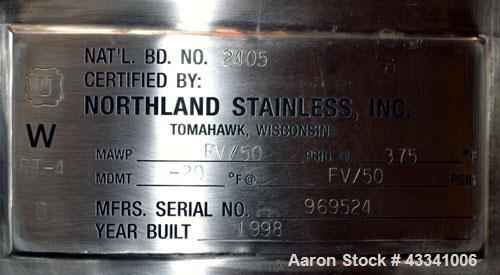 NAT'L. BD. NO. 2405
U
CERTIFIED BY:
NORTHLAND STAINLESS, INC.
W
TOMAHAWK, WISCONSIN
MAWP FV/50 PSIG @ 375 °F
RT-4
MDMT -20 °F @ FV/50 PSIG
MFRS. SERIAL NO. 969524
YEAR BUILT 1998
Aaron Stock # 43341006